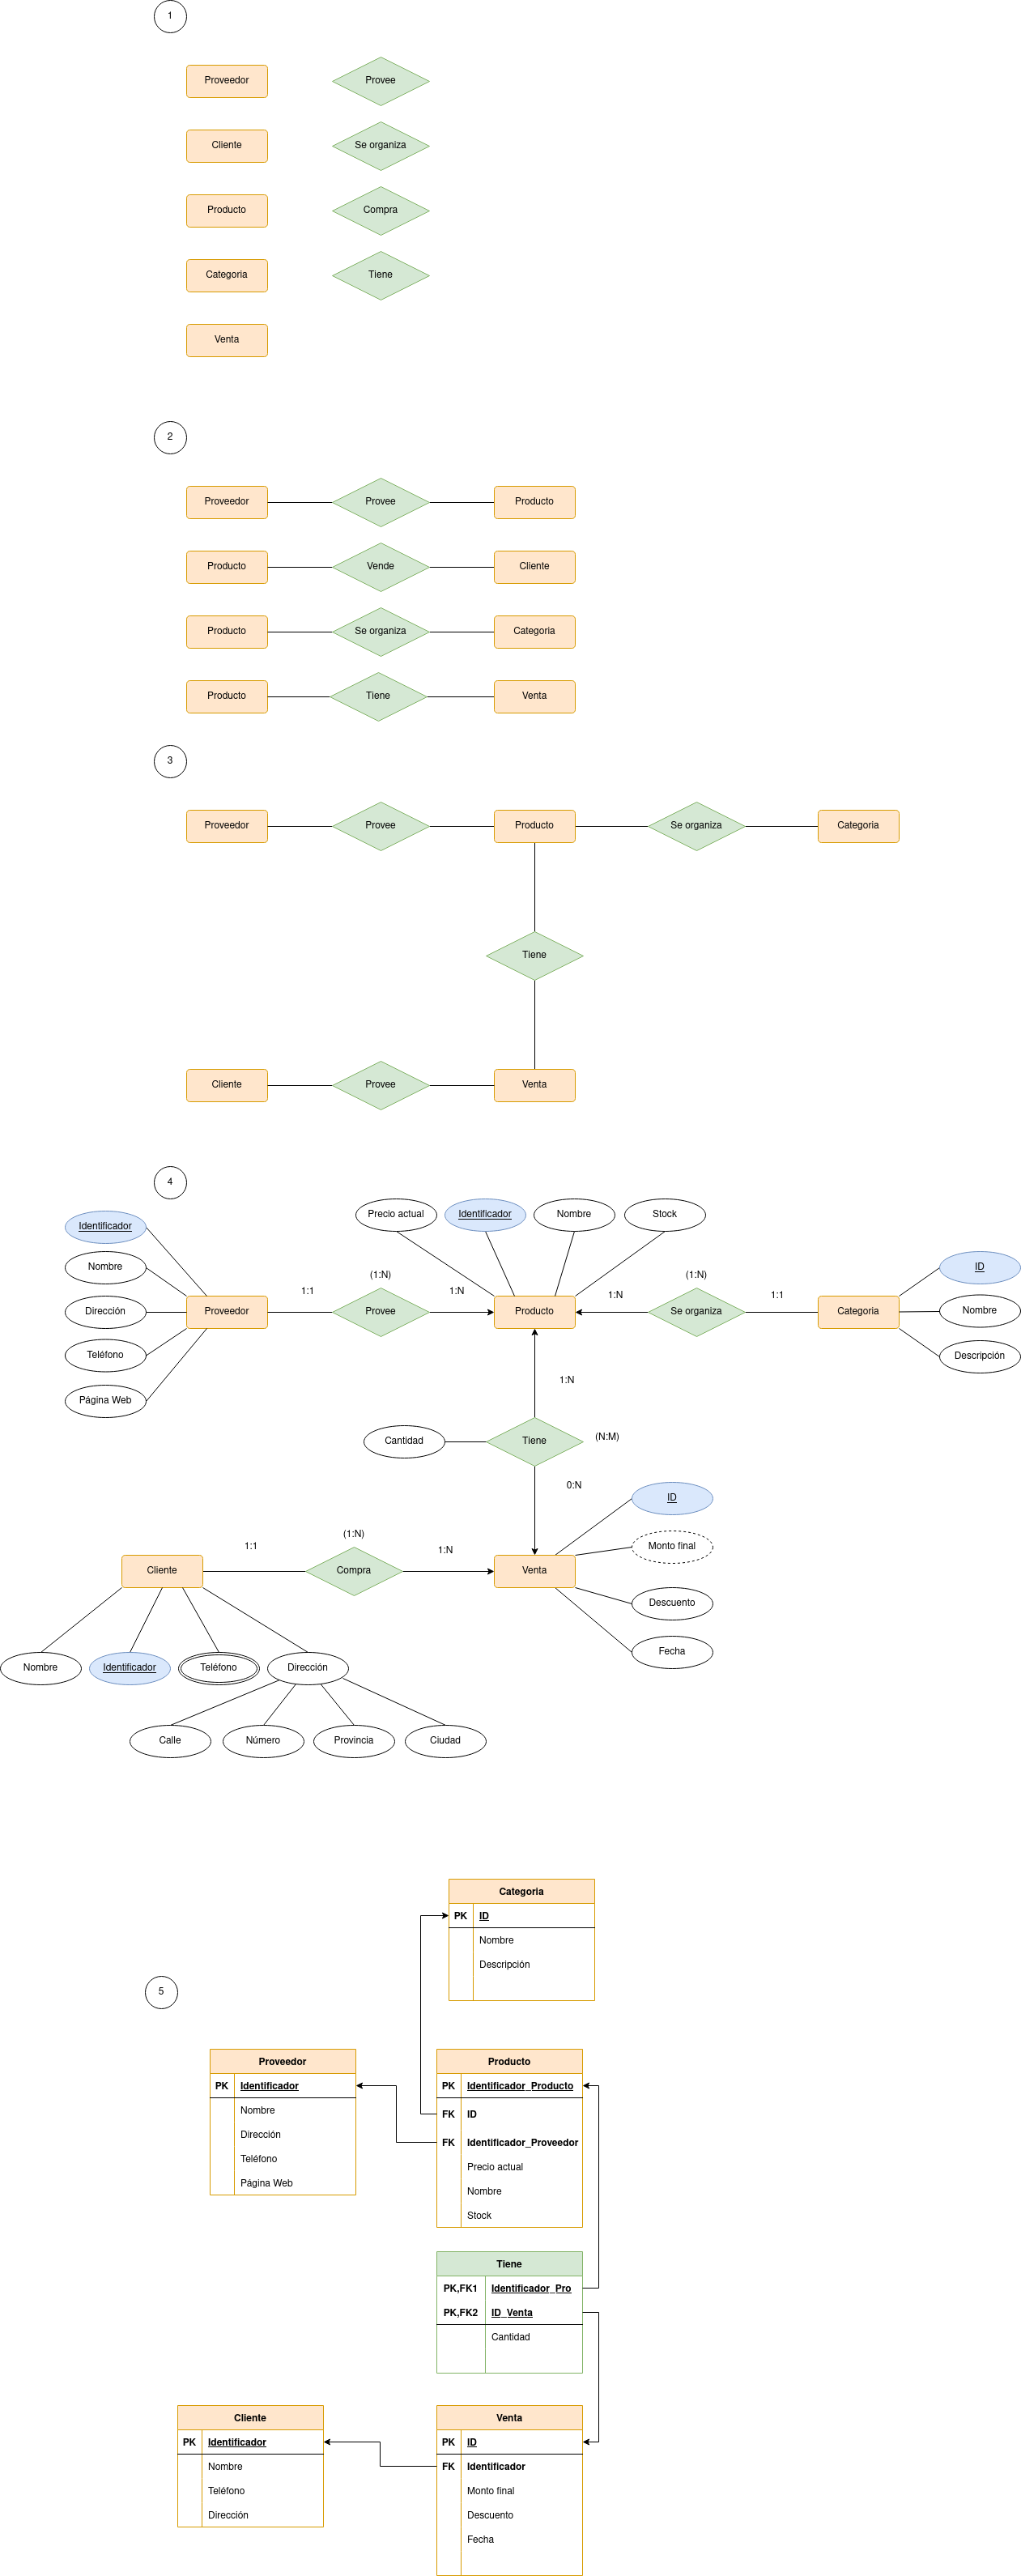 1
Proveedor
Provee
Cliente
Se organiza
Producto
Compra
Categoria
Tiene
Venta
2
Proveedor
Provee
Producto
Producto
Vende
Cliente
Producto
Se organiza
Categoria
Producto
Tiene
Venta
3
Proveedor
Provee
Producto
Se organiza
Categoria
Tiene
Cliente
Provee
Venta
4
Precio actual
Identificador
Nombre
Stock
Identificador
Nombre
Dirección
Teléfono
Página Web
Proveedor
1:1
(1:N)
Provee
1:N
Producto
1:N
(1:N)
Se organiza
1:1
Categoria
ID
Nombre
Descripción
1:N
Cantidad
Tiene
(N:M)
0:N
ID
Monto final
Descuento
Fecha
Cliente
1:1
(1:N)
Compra
1:N
Venta
Nombre
Identificador
Teléfono
Dirección
Calle
Número
Provincia
Ciudad
5
Categoria
PK ID
Nombre
Descripción
Proveedor
PK Identificador
Nombre
Dirección
Teléfono
Página Web
Producto
PK Identificador_Producto
FK ID
FK Identificador_Proveedor
Precio actual
Nombre
Stock
Tiene
PK,FK1 Identificador_Pro
PK,FK2 ID_Venta
Cantidad
Cliente
PK Identificador
Nombre
Teléfono
Dirección
Venta
PK ID
FK Identificador
Monto final
Descuento
Fecha